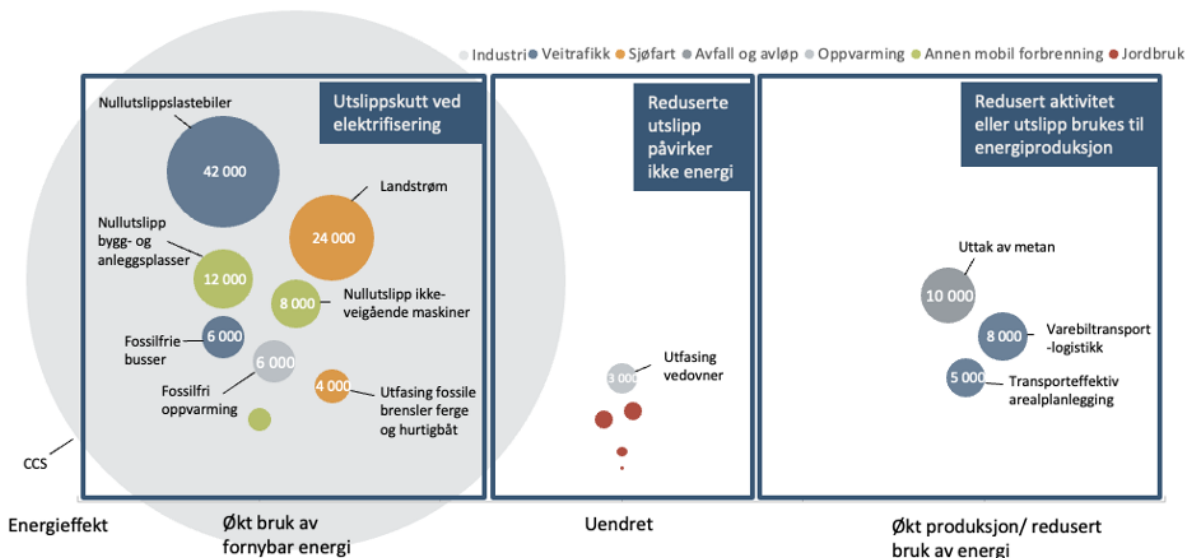 Industri Veitrafikk Sjøfart Avfall og avløp Oppvarming Annen mobil forbrenning Jordbruk
Utslippskutt ved
elektrifisering
Nullutslippslastebiler
42 000
Landstrøm
24 000
Nullutslipp
bygg- og
anleggsplasser
12 000
8 000
Nullutslipp ikke-
veigående maskiner
Fossilfrie
busser
6 000
Fossilfri
oppvarming
6 000
4 000
Utfasing fossile
brensler ferge
og hurtigbåt
CCS
Reduserte
utslipp
påvirker
ikke energi
Utfasing
vedovner
3 000
Redusert aktivitet
eller utslipp brukes til
energiproduksjon
Uttak av metan
10 000
8 000
Varebiltransport
-logistikk
5 000
Transporteffektiv
arealplanlegging
Energieffekt
Økt bruk av
fornybar energi
Uendret
Økt produksjon/ redusert
bruk av energi